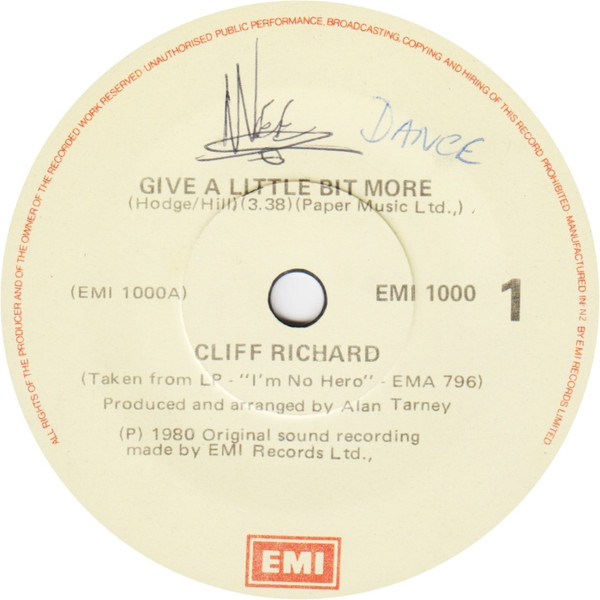 ALL RIGHTS OF THE PRODUCER AND OF THE OWNER OF THE RECORDED WORK RESERVED·UNAUTHORISED PUBLIC PERFORMANCE, BROADCASTING, COPYING AND HIRING OF THIS RECORD PROHIBITED. MANUFACTURED IN NZ BY EMI RECORDS LIMITED
DANCE
GIVE A LITTLE BIT MORE
(Hodge/Hill)(3.38)(Paper Music Ltd.,)
(EMI 1000A)
EMI 1000
1
CLIFF RICHARD
(Taken from LP - "I'm No Hero" - EMA 796)
Produced and arranged by Alan Tarney
(P) 1980 Original sound recording
made by EMI Records Ltd.,
EMI